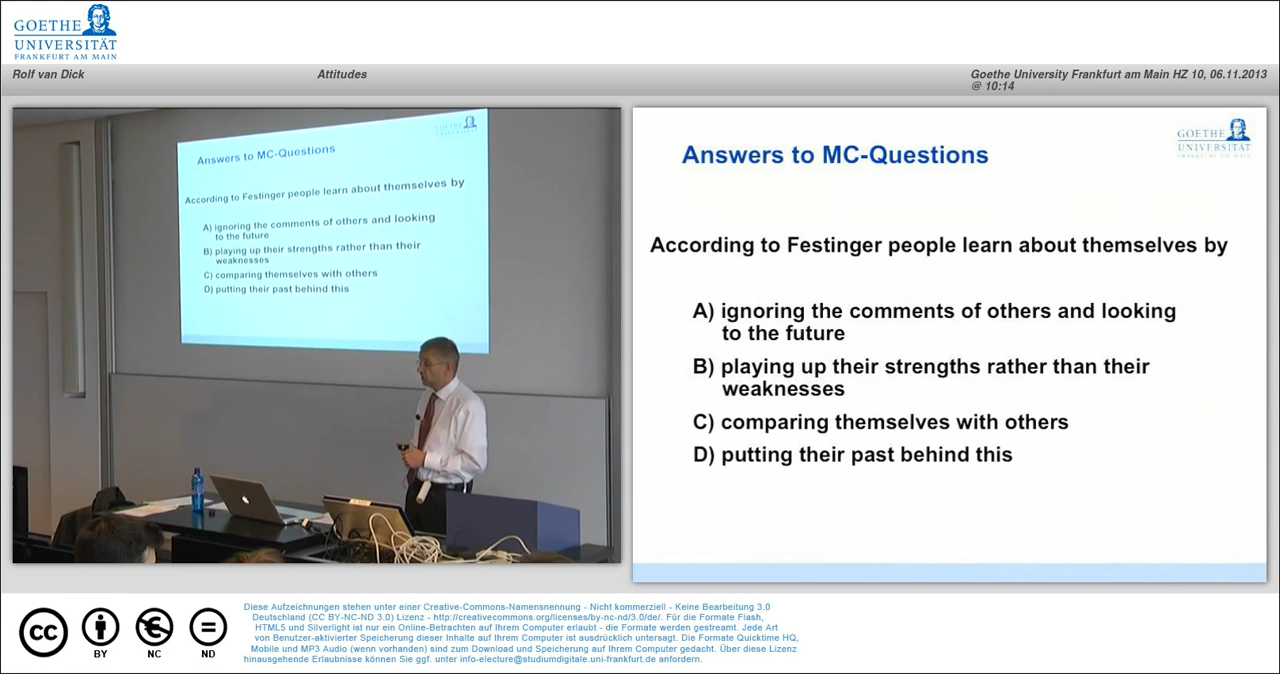 GOETHE
UNIVERSITÄT
FRANKFURT AM MAIN
Rolf van Dick
Attitudes
Goethe University Frankfurt am Main HZ 10, 06.11.2013
@ 10:14
Answers to MC-Questions
According to Festinger people learn about themselves by
A) ignoring the comments of others and looking
to the future
B) playing up their strengths rather than their
weaknesses
C) comparing themselves with others
D) putting their past behind this
GOETHE
UNIVERSITÄT
FRANKFURT AM MAIN
Answers to MC-Questions
According to Festinger people learn about themselves by
A) ignoring the comments of others and looking
to the future
B) playing up their strengths rather than their
weaknesses
C) comparing themselves with others
D) putting their past behind this
cc
BY
NC
ND
Diese Aufzeichnungen stehen unter einer Creative-Commons-Namensnennung - Nicht kommerziell - Keine Bearbeitung 3.0
Deutschland (CC BY-NC-ND 3.0) Lizenz - http://creativecommons.org/licenses/by-nc-nd/3.0/de/. Für die Formate Flash,
HTML5 und Silverlight ist nur ein Online-Betrachten auf Ihrem Computer erlaubt - die Formate werden gestreamt. Jede Art
von Benutzer-aktivierter Speicherung dieser Inhalte auf Ihrem Computer ist ausdrücklich untersagt. Die Formate Quicktime HQ,
Mobile und MP3 Audio (wenn vorhanden) sind zum Download und Speicherung auf Ihrem Computer gedacht. Über diese Lizenz
hinausgehende Erlaubnisse können Sie ggf. unter info-electure@studiumdigitale.uni-frankfurt.de anfordern.